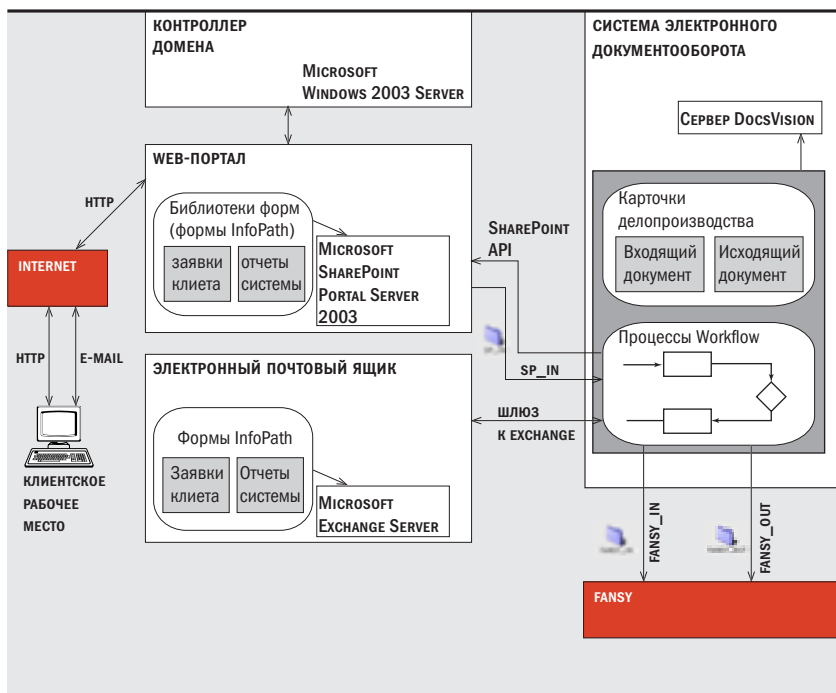 КОНТРОЛЛЕР
ДОМЕНА
MICROSOFT
WINDOWS 2003 SERVER
WEB-ПОРТАЛ
Библиотеки форм
(формы InfoPath)
заявки
клиета
отчеты
системы
MICROSOFT
SHAREPOINT
PORTAL SERVER
2003
HTTP
INTERNET
HTTP
E-MAIL
КЛИЕНТСКОЕ
РАБОЧЕЕ
МЕСТО
ЭЛЕКТРОННЫЙ ПОЧТОВЫЙ ЯЩИК
Формы InfoPath
Заявки
клиета
Отчеты
системы
MICROSOFT
EXCHANGE SERVER
SHAREPOINT
API
SP_IN
ШЛЮЗ
К EXCHANGE
СИСТЕМА ЭЛЕКТРОННОГО
ДОКУМЕНТООБОРОТА
СЕРВЕР DOCSVISION
Карточки
делопроизводства
Входящий
документ
Исходящий
документ
Процессы Workflow
FANSY_IN
FANSY_OUT
FANSY